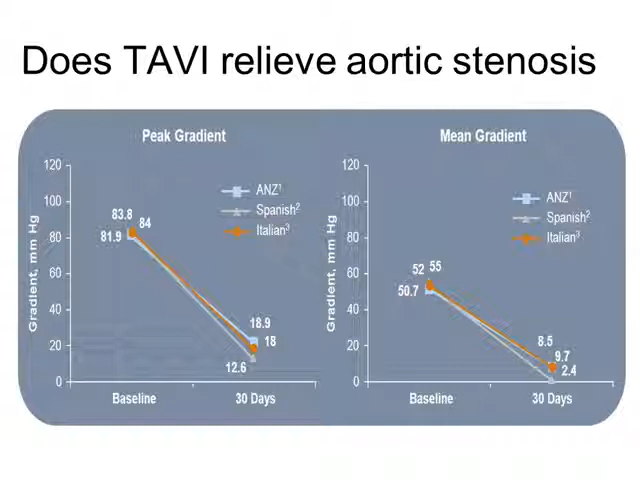 Does TAVI relieve aortic stenosis
Peak Gradient
Gradient, mm Hg
120
100
80
60
40
20
0
83.8
84
81.9
18.9
18
12.6
ANZ¹
Spanish²
Italian³
Baseline
30 Days
Mean Gradient
Gradient, mm Hg
120
100
80
60
40
20
0
52
55
50.7
8.5
9.7
2.4
ANZ¹
Spanish²
Italian³
Baseline
30 Days